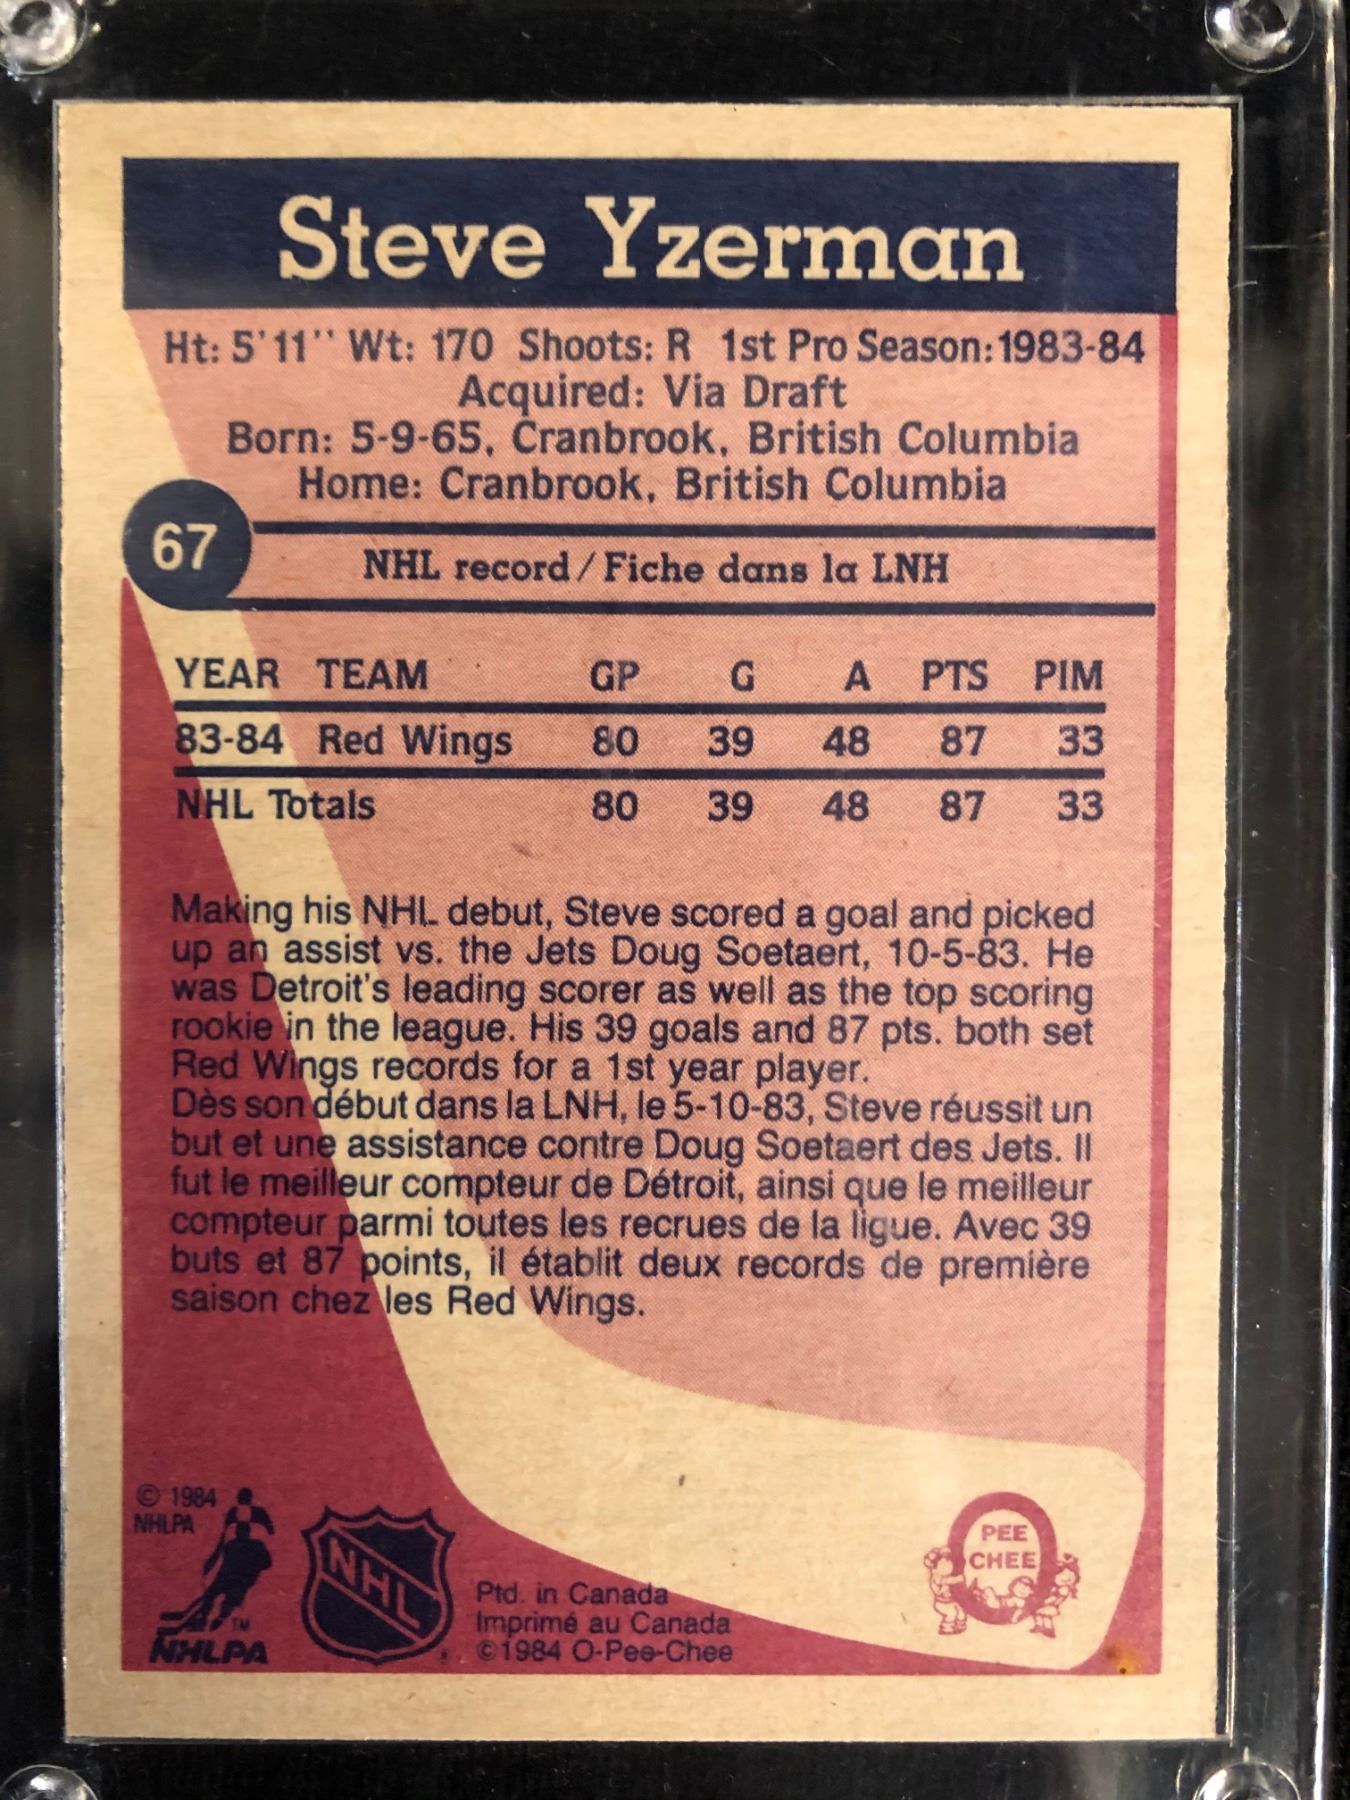 Steve Yzerman
Ht: 5'11'' Wt: 170 Shoots: R 1st Pro Season: 1983-84
Acquired: Via Draft
Born: 5-9-65, Cranbrook, British Columbia
Home: Cranbrook, British Columbia
67
NHL record / Fiche dans la LNH
YEAR TEAM GP G A PTS PIM
83-84 Red Wings 80 39 48 87 33
NHL Totals 80 39 48 87 33
Making his NHL debut, Steve scored a goal and picked
up an assist vs. the Jets Doug Soetaert, 10-5-83. He
was Detroit's leading scorer as well as the top scoring
rookie in the league. His 39 goals and 87 pts. both set
Red Wings records for a 1st year player.
Dès son début dans la LNH, le 5-10-83, Steve réussit un
but et une assistance contre Doug Soetaert des Jets. Il
fut le meilleur compteur de Détroit, ainsi que le meilleur
compteur parmi toutes les recrues de la ligue. Avec 39
buts et 87 points, il établit deux records de première
saison chez les Red Wings.
© 1984
NHLPA
TM
NHLPA
NHL
Ptd. in Canada
Imprimé au Canada
©1984 O-Pee-Chee
O
PEE
CHEE